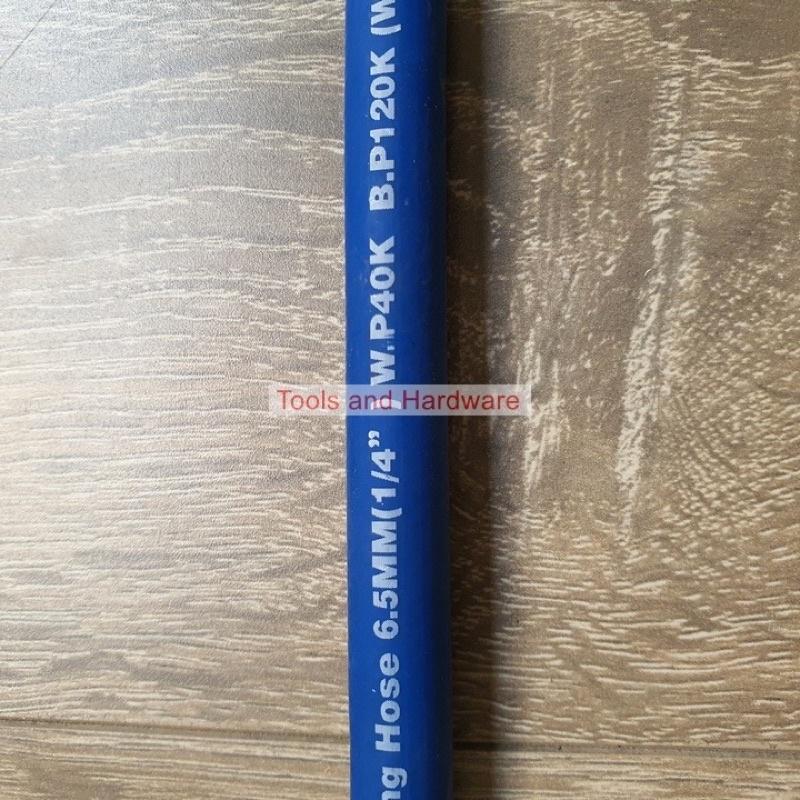 ng Hose 6.5MM(1/4") W.P40K B.P120K (W
Tools and Hardware